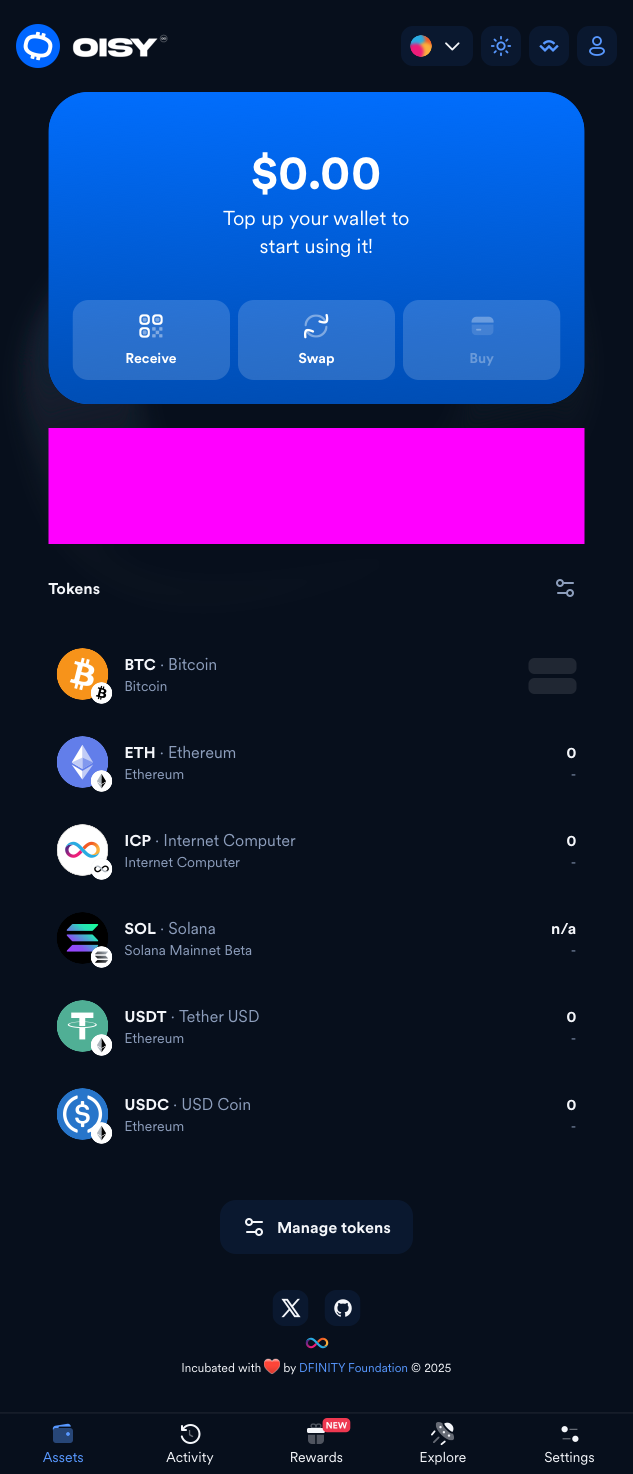 OISY
$0.00
Top up your wallet to
start using it!
Receive Swap Buy
Tokens
BTC · Bitcoin
Bitcoin
ETH · Ethereum 0
Ethereum -
ICP · Internet Computer 0
Internet Computer -
SOL · Solana n/a
Solana Mainnet Beta -
USDT · Tether USD 0
Ethereum -
USDC · USD Coin 0
Ethereum -
Manage tokens
Incubated with ❤️ by DFINITY Foundation © 2025
NEW
Assets Activity Rewards Explore Settings